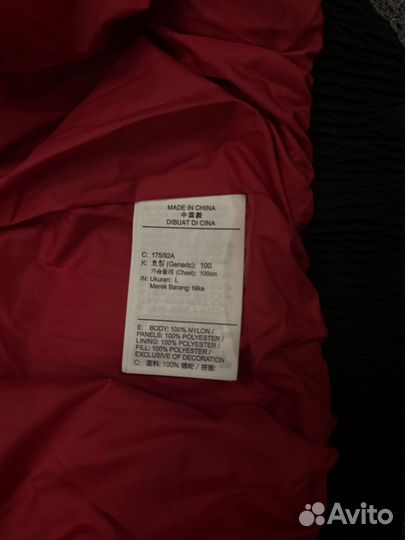 MADE IN CHINA
中国製
DIBUAT DI CINA
C: 175/92A
K: 호칭 (Generic): 100
가슴둘레 (Chest): 100cm
IN: Ukuran: L
Merek Barang: Nike
E: BODY: 100% NYLON /
PANELS: 100% POLYESTER /
LINING: 100% POLYESTER /
FILL: 100% POLYESTER /
EXCLUSIVE OF DECORATION
C: 面料: 100% 锦纶 / 拼接:
Avito